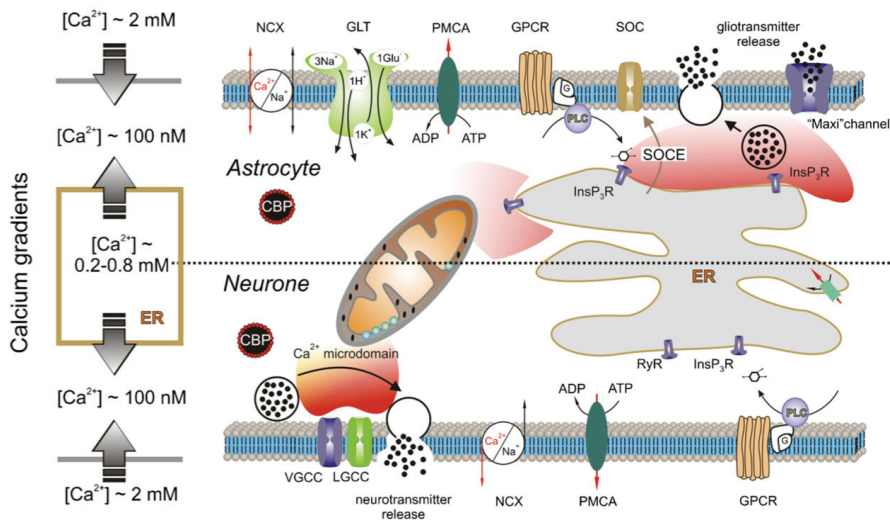 [Ca²⁺] ~ 2 mM
[Ca²⁺] ~ 100 nM
[Ca²⁺] ~
0.2-0.8 mM
ER
[Ca²⁺] ~ 100 nM
[Ca²⁺] ~ 2 mM
Calcium gradients
NCX
GLT
PMCA
GPCR
SOC
gliotransmitter
release
Ca²⁺
Na⁺
3Na⁺
1H⁺
1Glu⁻
1K⁺
ADP
ATP
G
PLC
"Maxi"channel
SOCE
Astrocyte
InsP₃R
InsP₃R
CBP
ER
Neurone
CBP
Ca²⁺ microdomain
RyR
InsP₃R
ADP
ATP
PLC
G
Ca²⁺
Na⁺
VGCC
LGCC
neurotransmitter
release
NCX
PMCA
GPCR